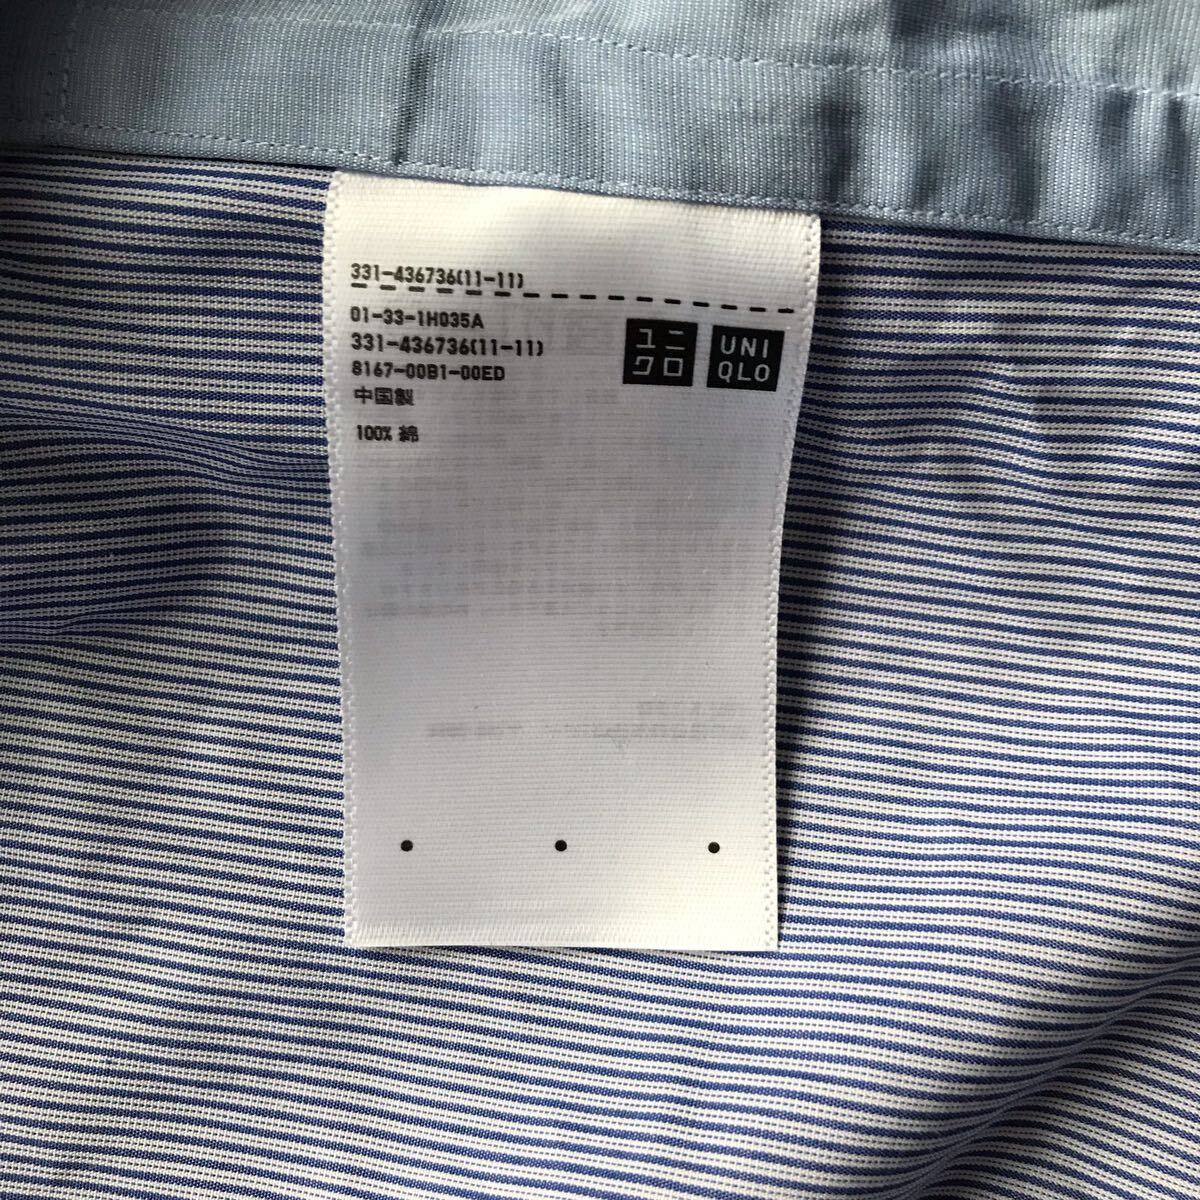 331-436736(11-11)
01-33-1H035A
331-436736(11-11)
8167-00B1-00ED
中国製
100% 綿
ユニ
クロ
UNI
QLO